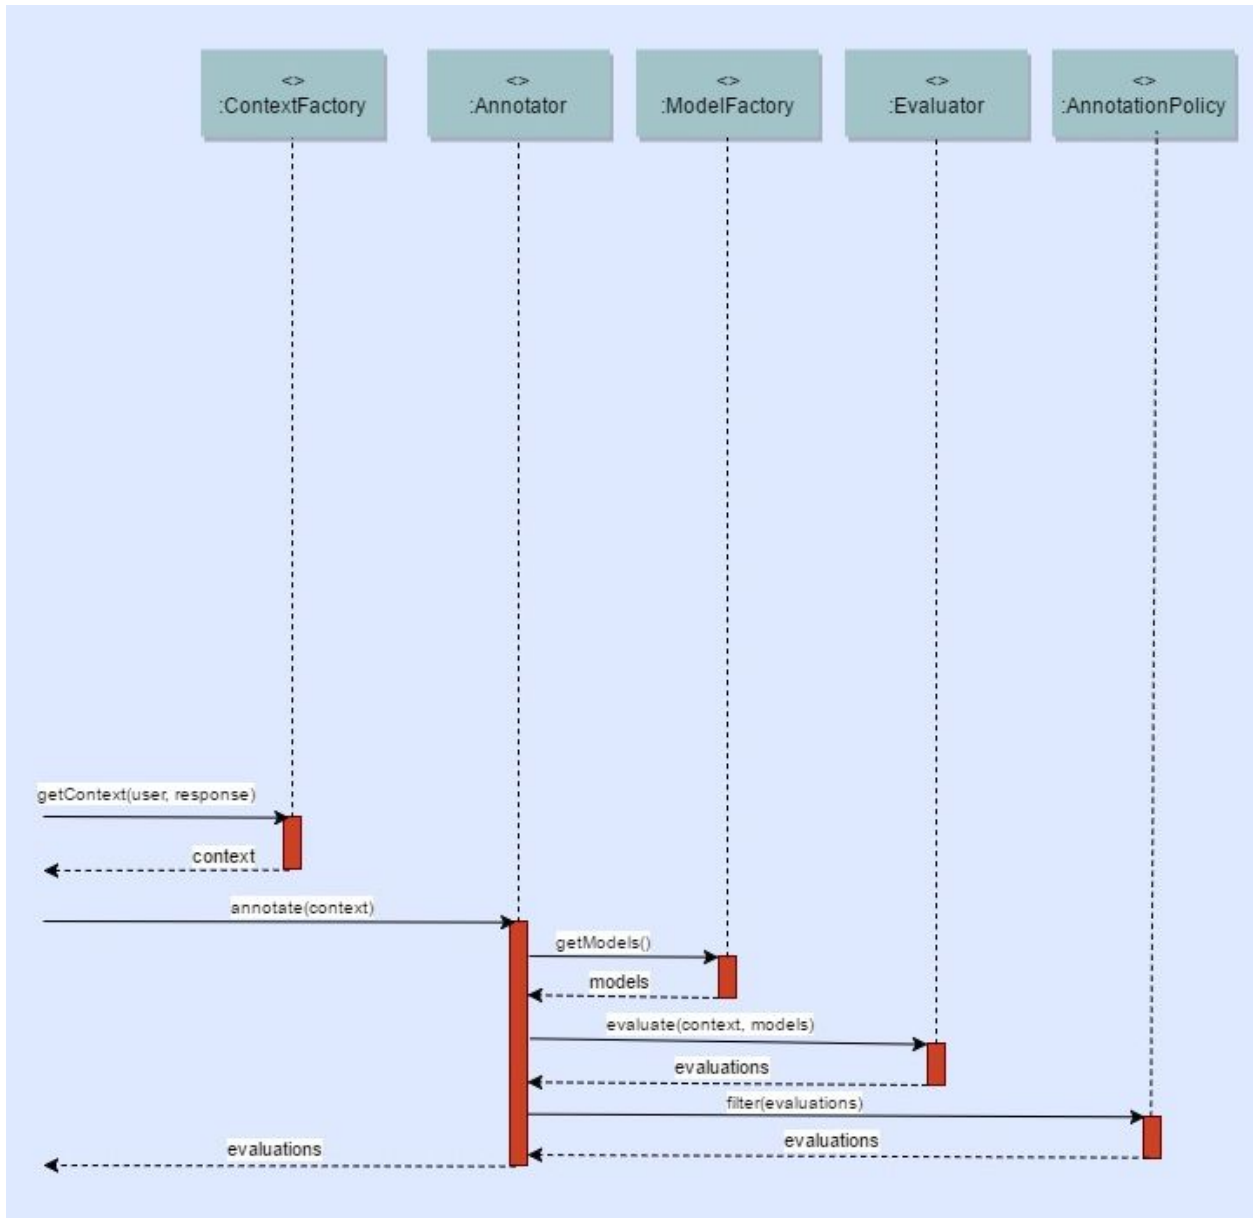 <>
:ContextFactory
<>
:Annotator
<>
:ModelFactory
<>
:Evaluator
<>
:AnnotationPolicy
getContext(user, response)
context
annotate(context)
getModels()
models
evaluate(context, models)
evaluations
filter(evaluations)
evaluations
evaluations